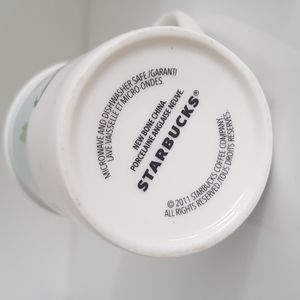 MICROWAVE AND DISHWASHER SAFE/GARANTI
LAVE-VAISSELLE ET MICRO-ONDES.
NEW BONE CHINA.
PORCELAINE ANGLAISE NEUVE.
STARBUCKS®
© 2011 STARBUCKS COFFEE COMPANY.
ALL RIGHTS RESERVED./TOUS DROITS RÉSERVÉS.